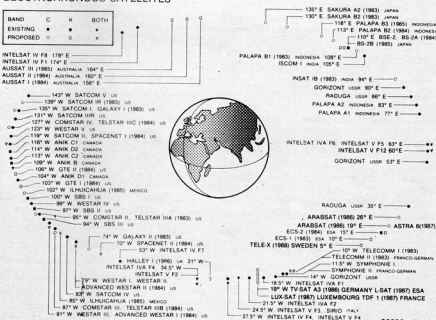 GEOSYNCHRONOUS SATELLITES
BAND C K BOTH
EXISTING
PROPOSED
INTELSAT IV F8 179° E
INTELSAT IV F1 174° E
AUSSAT III (1985) AUSTRALIA 164° E
AUSSAT II (1984) AUSTRALIA 160° E
AUSSAT I (1984) AUSTRALIA 156° E
143° W SATCOM V US
139° W SATCOM IIR (1983) US
135° W SATCOM I, GALAXY I (1983) US
131° W SATCOM IIIR US
127° W COMSTAR IV, TELSTAR IIIC (1984) US
123° W WESTAR V US
119° W SATCOM II, SPACENET I (1984) US
116° W ANIK C1 CANADA
114° W ANIK D2 CANADA
113° W ANIK C2 CANADA
109° W ANIK B CANADA
106° W GTE II (1984) US
104° W ANIK D1 CANADA
103° W GTE I (1984) US
102° W ILHUICAHUA (1985) MEXICO
100° W SBS I US
99° W WESTAR IV US
97° W SBS II US
95° W COMSTAR II, TELSTAR IIIA (1983) US
94° W SBS III US
74° W GALAXY II (1983) US
70° W SPACENET II (1984) US
53° W INTELSAT IV F7
HALLEY I (1986) UK 31° W
INTELSAT IVA F4, 34.5° W
INTELSAT V F2
79° W WESTAR I, WESTAR II,
ADVANCED WESTAR II (1984) US
83° W SATCOM IV US
85° W ILHUICAHUA (1985) MEXICO
87° W COMSTAR III, TELSTAR IIIB (1984) US
91° W WESTAR III, ADVANCED WESTAR I (1984) US
135° E SAKURA A2 (1983) JAPAN
130° E SAKURA B2 (1983) JAPAN
118° E PALAPA B3 (1985) INDONESIA
113° E PALAPA B2 (1984) INDONESIA
110° E BSE-2, BS-2A (1984)
BS-2B (1985) JAPAN
PALAPA B1 (1983) INDONESIA 108° E
ISCOM I INDIA 105° E
INSAT IB (1983) INDIA 94° E
GORIZONT USSR 90° E
RADUGA USSR 86° E
PALAPA A2 INDONESIA 83° E
PALAPA A1 INDONESIA 77° E
INTELSAT IVA F6, INTELSAT V F5 63° E
INTELSAT V F12 60° E
GORIZONT USSR 53° E
RADUGA USSR 35° E
ARABSAT (1986) 26° E
ARABSAT (1986) 19° E ASTRA 6(1987)
ECS-2 (1984) ESA 15° E
ECS-1 (1983) ESA 10° E
TELE-X (1988) SWEDEN 5° E
10° W TELECOMM I (1983)
TELECOMM II (1983) FRANCO-GERMAN
11.5° W SYMPHONIE I,
SYMPHONIE II FRANCO-GERMAN
14° W GORIZONT USSR
18.5° W INTELSAT IVA F1
19° W TV-SAT A3 (1986) GERMANY L-SAT (1987) ESA
LUX-SAT (1987) LUXEMBOURG TDF 1 (1987) FRANCE
21.5° W INTELSAT IVA F2
24.5° W INTELSAT V F3, SIRIO ITALY
27.5° W INTELSAT IV F4, INTELSAT V F4